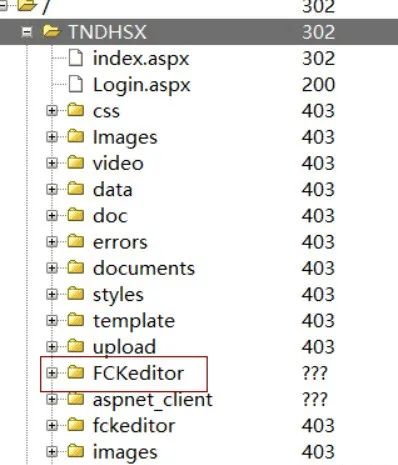 / 302
TNDHSX 302
index.aspx 302
Login.aspx 200
css 403
Images 403
video 403
data 403
doc 403
errors 403
documents 403
styles 403
template 403
upload 403
FCKeditor ???
aspnet_client ???
fckeditor 403
images 403